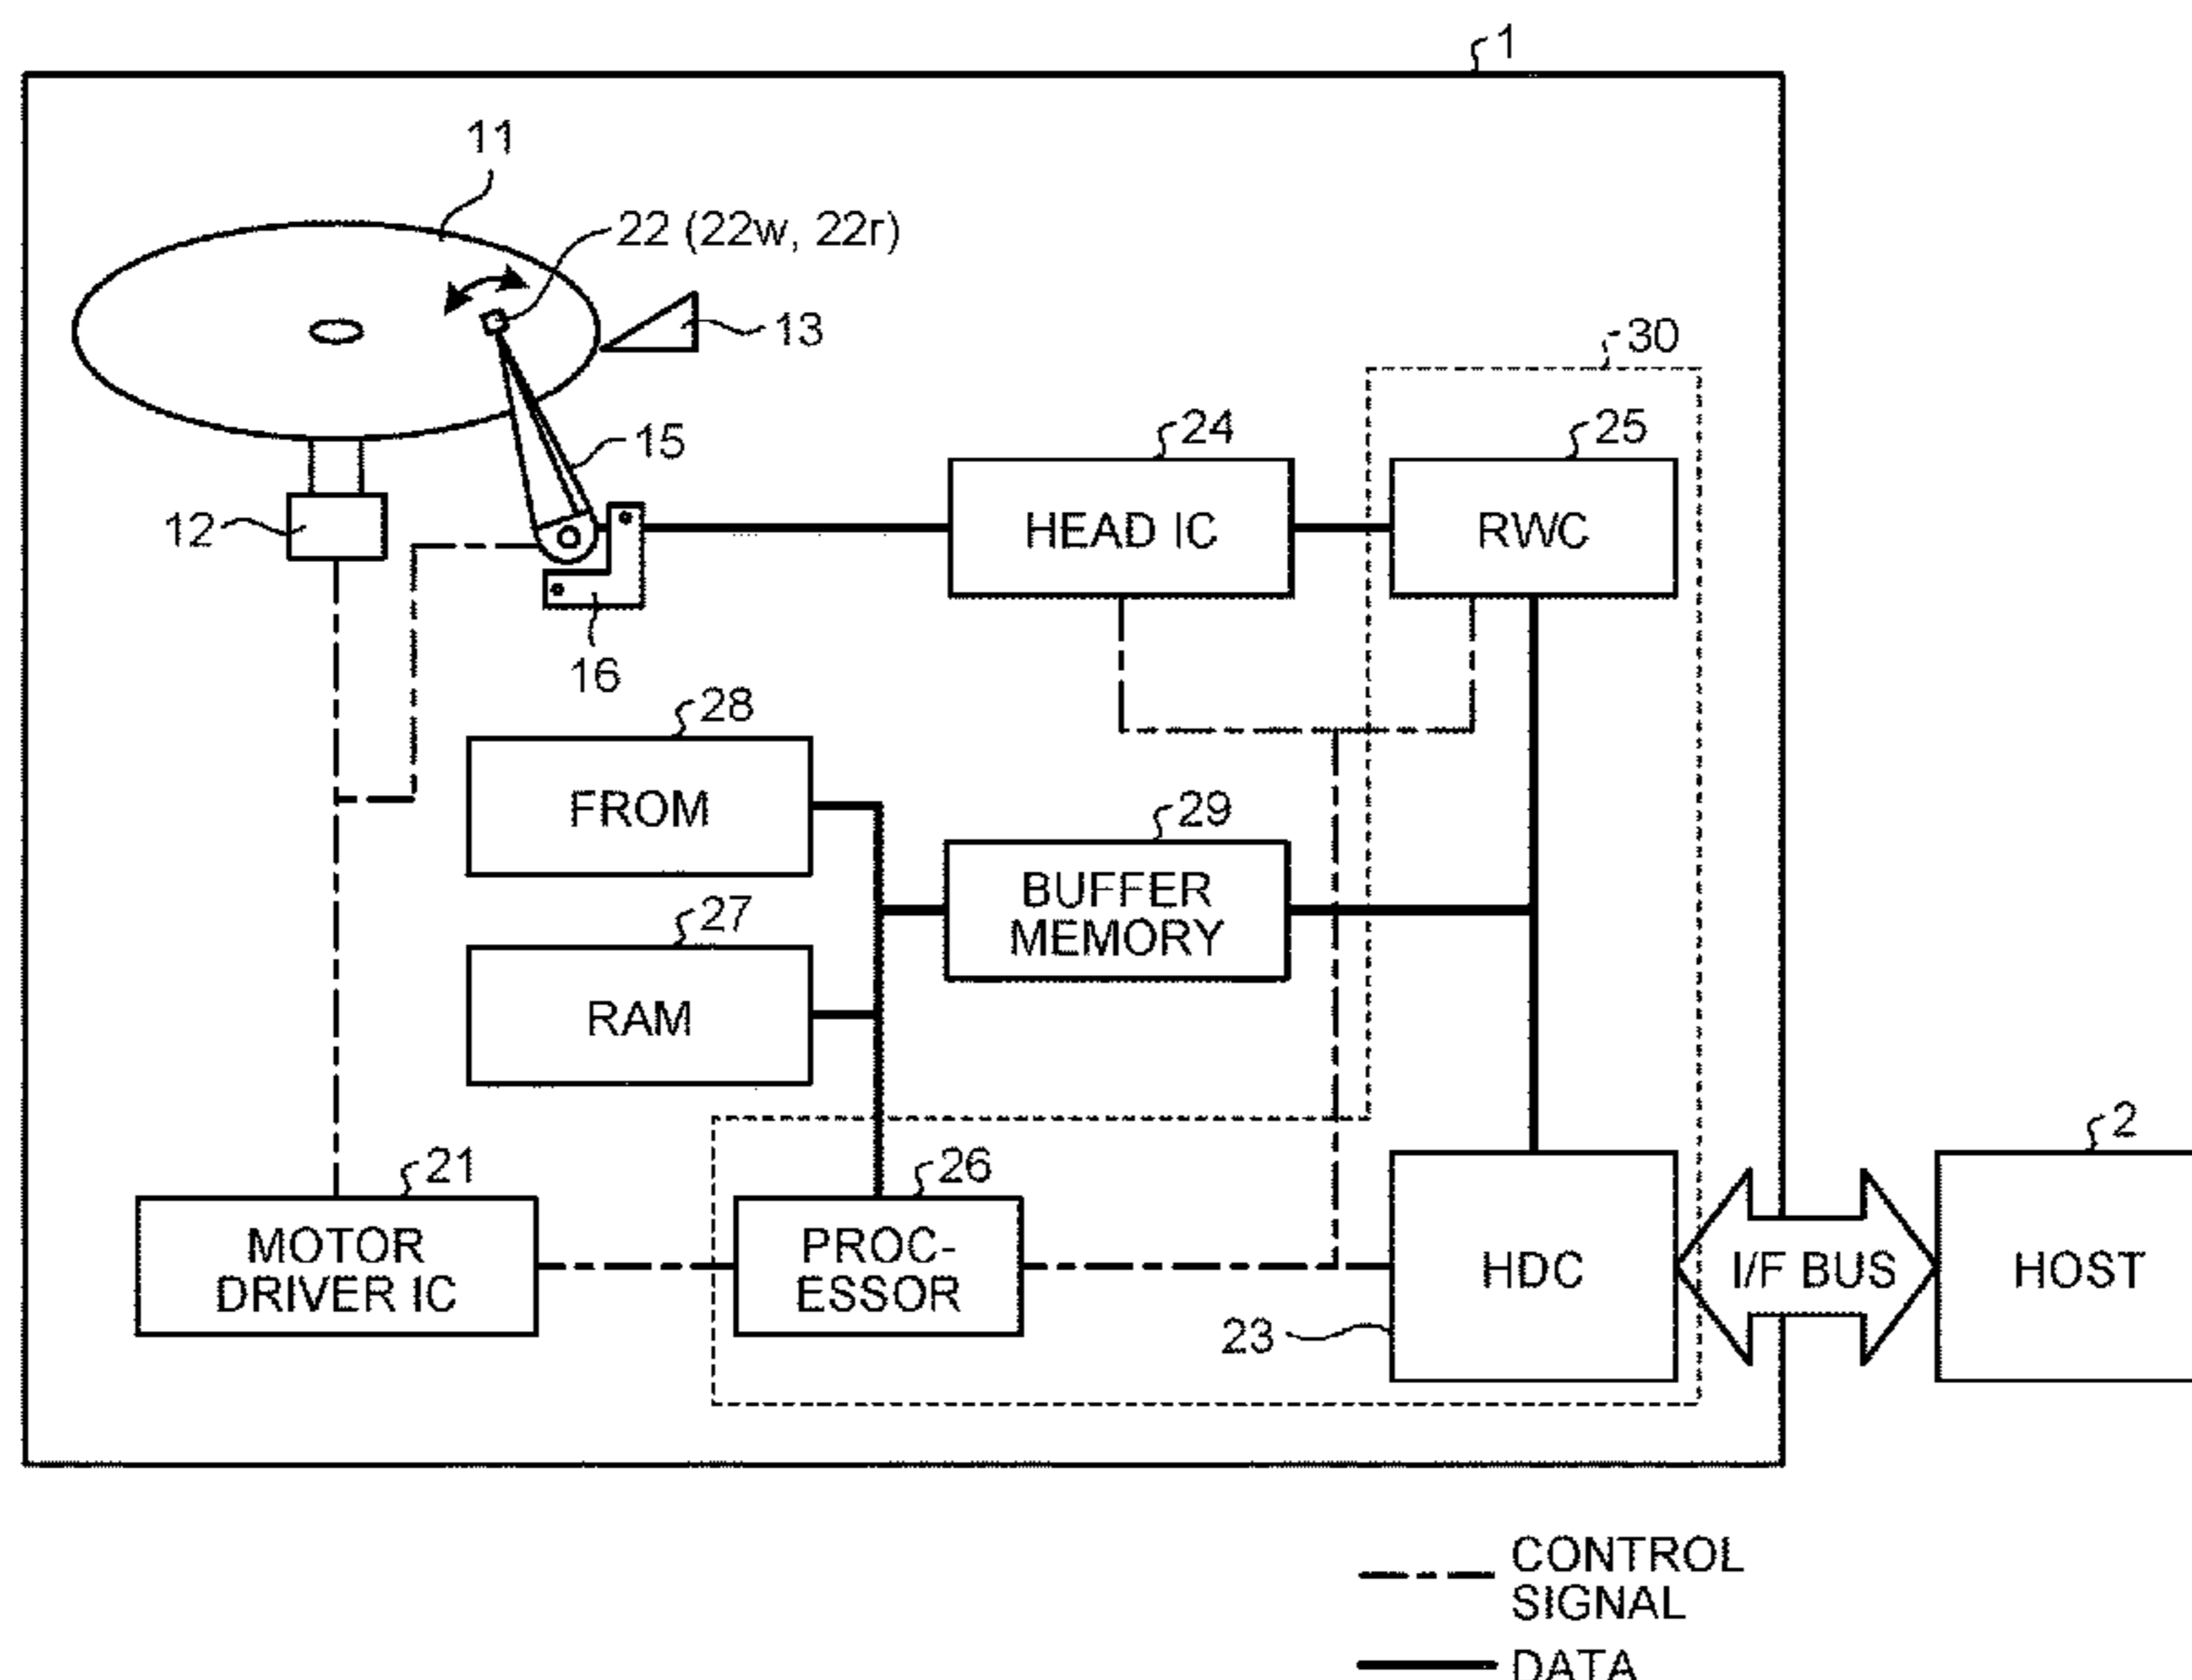 1
11
22 (22w, 22r)
13
30
15
24
25
12
HEAD IC
RWC
16
28
FROM
29
BUFFER
MEMORY
27
RAM
2
21
26
MOTOR
DRIVER IC
PROC-
ESSOR
HDC
I/F BUS
HOST
23
CONTROL
SIGNAL
DATA